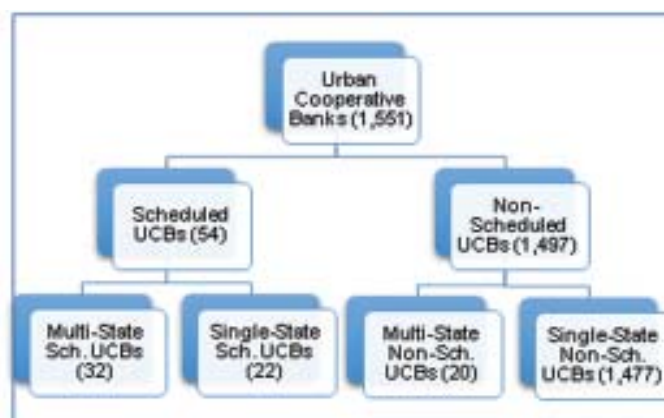 Urban
Cooperative
Banks (1,551)
Scheduled
UCBs (54)
Non-
Scheduled
UCBs (1,497)
Multi-State
Sch. UCBs
(32)
Single-State
Sch. UCBs
(22)
Multi-State
Non-Sch.
UCBs (20)
Single-State
Non-Sch.
UCBs (1,477)